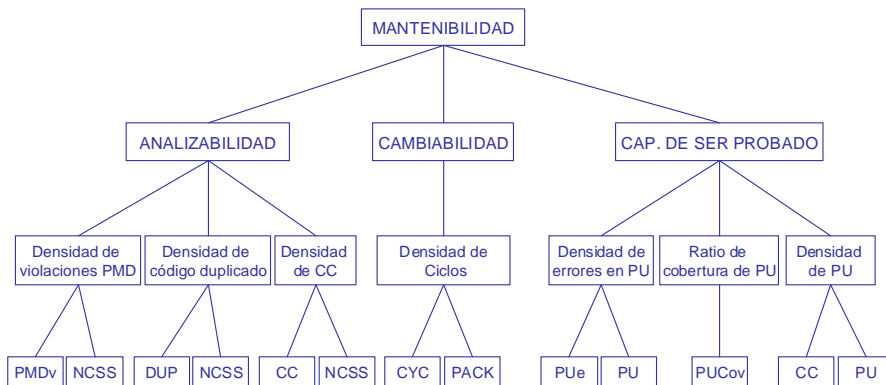 MANTENIBILIDAD
ANALIZABILIDAD
CAMBIABILIDAD
CAP. DE SER PROBADO
Densidad de
violaciones PMD
Densidad de
código duplicado
Densidad
de CC
Densidad de
Ciclos
Densidad de
errores en PU
Ratio de
cobertura de PU
Densidad
de PU
PMDv
NCSS
DUP
NCSS
CC
NCSS
CYC
PACK
PUe
PU
PUCov
CC
PU